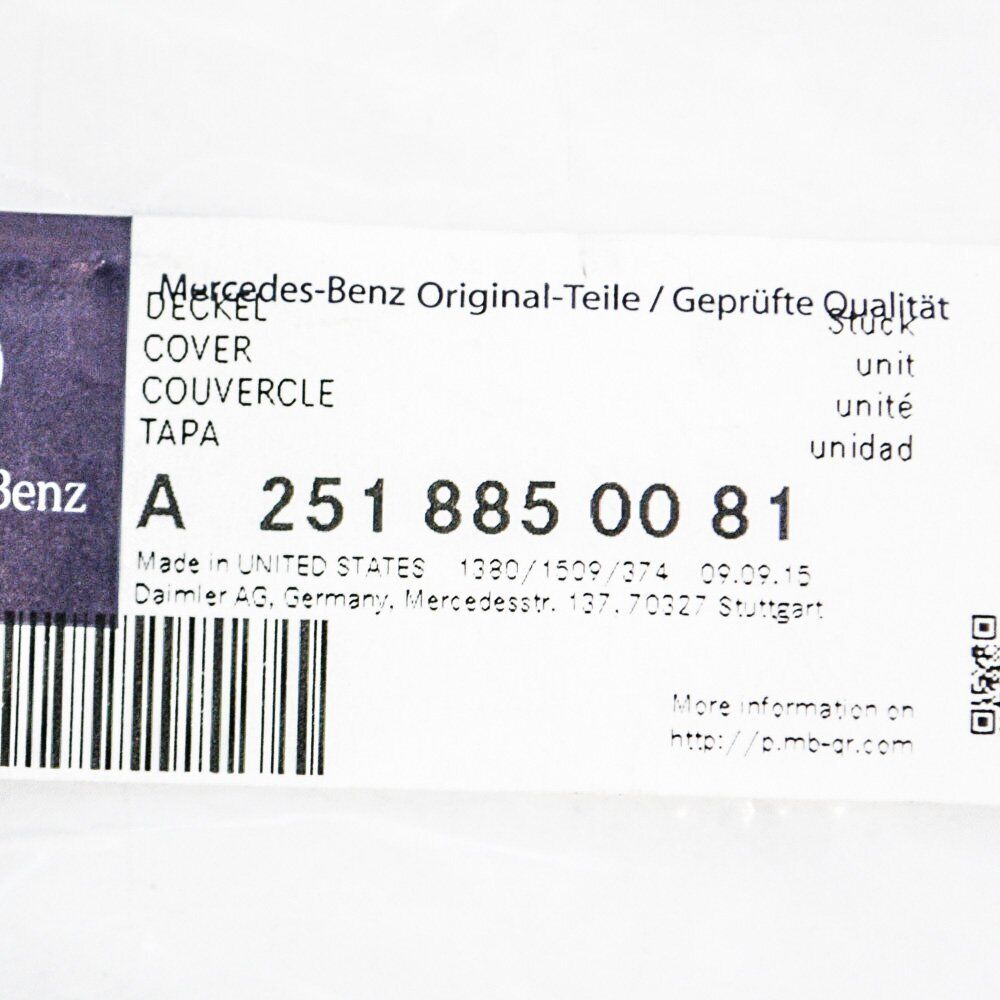 Mercedes-Benz Original-Teile / Geprüfte Qualität
DECKEL Stück
COVER unit
COUVERCLE unité
TAPA unidad
Benz
A 251 885 00 81
Made in UNITED STATES 1380/1509/374 09.09.15
Daimler AG, Germany, Mercedesstr. 137, 70327 Stuttgart
More information on
http://p.mb-qr.com